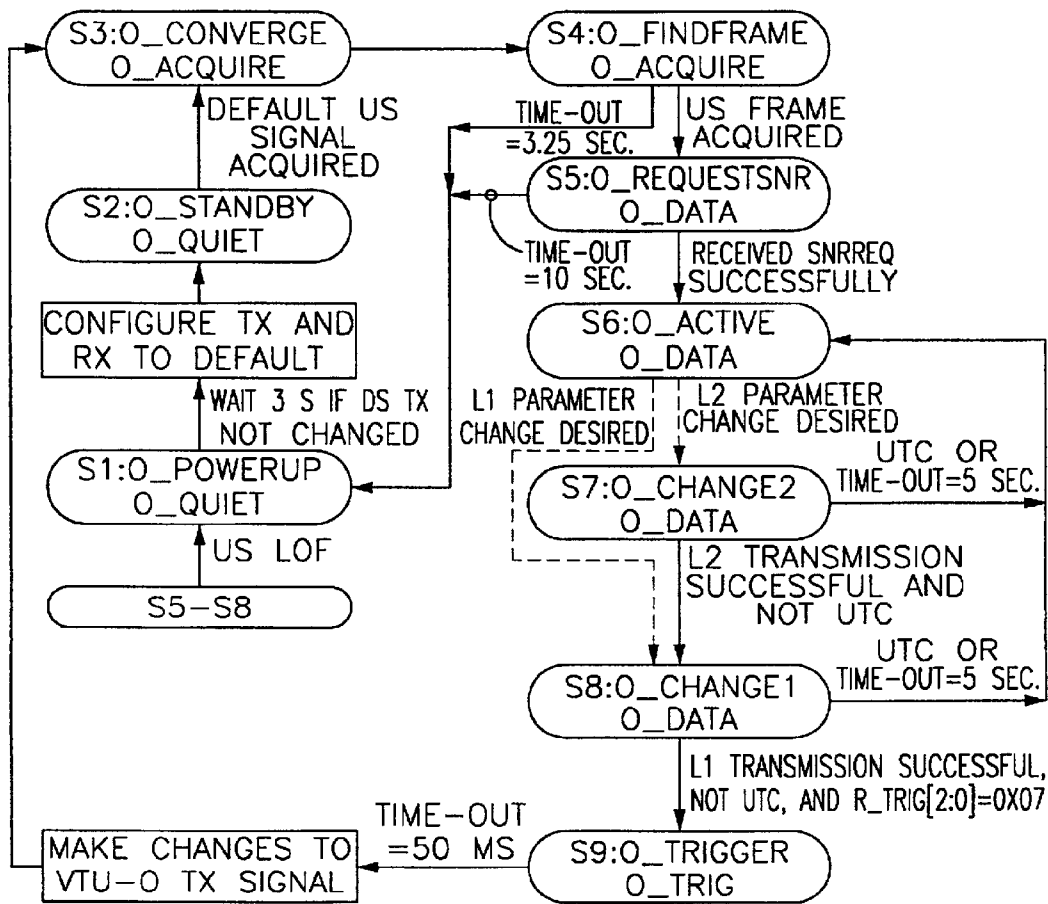 S3:O_CONVERGE
O_ACQUIRE
S4:O_FINDFRAME
O_ACQUIRE
DEFAULT US
SIGNAL
ACQUIRED
TIME-OUT
=3.25 SEC.
US FRAME
ACQUIRED
S2:O_STANDBY
O_QUIET
S5:O_REQUESTSNR
O_DATA
TIME-OUT
=10 SEC.
RECEIVED SNRREQ
SUCCESSFULLY
CONFIGURE TX AND
RX TO DEFAULT
S6:O_ACTIVE
O_DATA
WAIT 3 S IF DS TX
NOT CHANGED
L1 PARAMETER
CHANGE DESIRED
L2 PARAMETER
CHANGE DESIRED
S1:O_POWERUP
O_QUIET
S7:O_CHANGE2
O_DATA
UTC OR
TIME-OUT=5 SEC.
US LOF
S5-S8
L2 TRANSMISSION
SUCCESSFUL AND
NOT UTC
S8:O_CHANGE1
O_DATA
UTC OR
TIME-OUT=5 SEC.
L1 TRANSMISSION SUCCESSFUL,
NOT UTC, AND R_TRIG[2:0]=0X07
MAKE CHANGES TO
VTU-O TX SIGNAL
TIME-OUT
=50 MS
S9:O_TRIGGER
O_TRIG